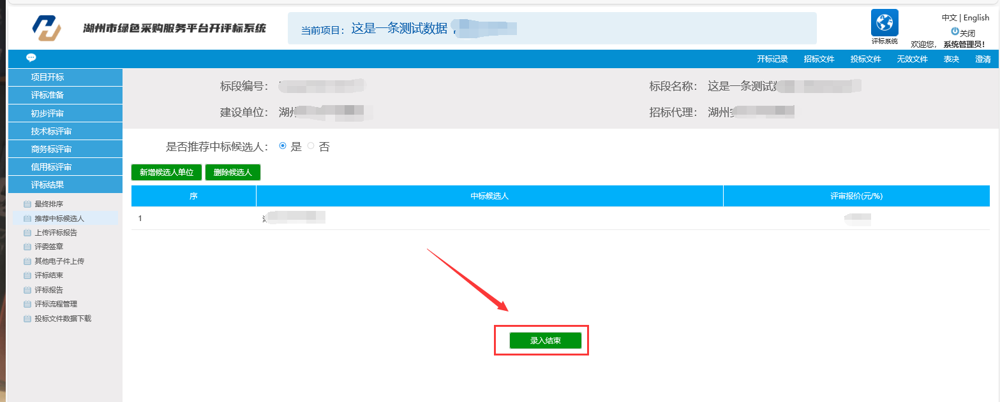 湖州市绿色采购服务平台开评标系统
当前项目：这是一条测试数据
评标系统
中文 | English
关闭
欢迎您，系统管理员！
开标记录 招标文件 投标文件 无效文件 表决 澄清
项目开标
评标准备
初步评审
技术标评审
商务标评审
信用标评审
评标结果
最终排序
推荐中标候选人
上传评标报告
评委签章
其他电子件上传
评标结束
评标报告
评标流程管理
投标文件数据下载
标段编号：
标段名称：这是一条测试
建设单位：湖州
招标代理：湖州
是否推荐中标候选人：是 否
新增候选人单位 删除候选人
序 中标候选人 评审报价(元/%)
1
录入结束